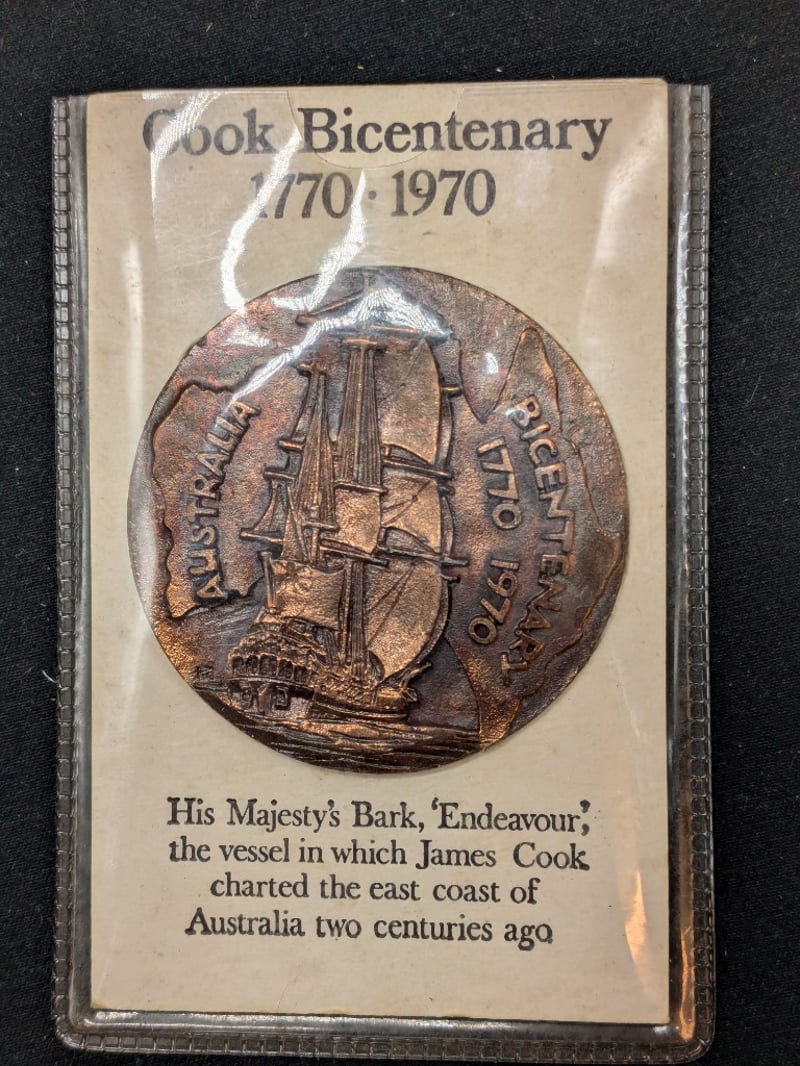 Cook Bicentenary
1770 · 1970
AUSTRALIA
BICENTENARY
1770 1970
His Majesty's Bark, 'Endeavour',
the vessel in which James Cook
charted the east coast of
Australia two centuries ago